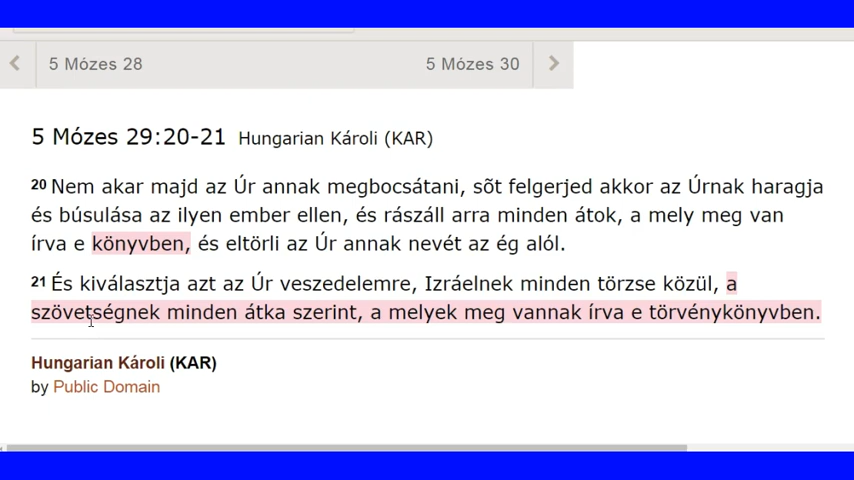 5 Mózes 28
5 Mózes 30
5 Mózes 29:20-21 Hungarian Károli (KAR)
20 Nem akar majd az Úr annak megbocsátani, sõt felgerjed akkor az Úrnak haragja
és búsulása az ilyen ember ellen, és rászáll arra minden átok, a mely meg van
írva e könyvben, és eltörli az Úr annak nevét az ég alól.
21 És kiválasztja azt az Úr veszedelemre, Izráelnek minden törzse közül, a
szövetségnek minden átka szerint, a melyek meg vannak írva e törvénykönyvben.
Hungarian Károli (KAR)
by Public Domain